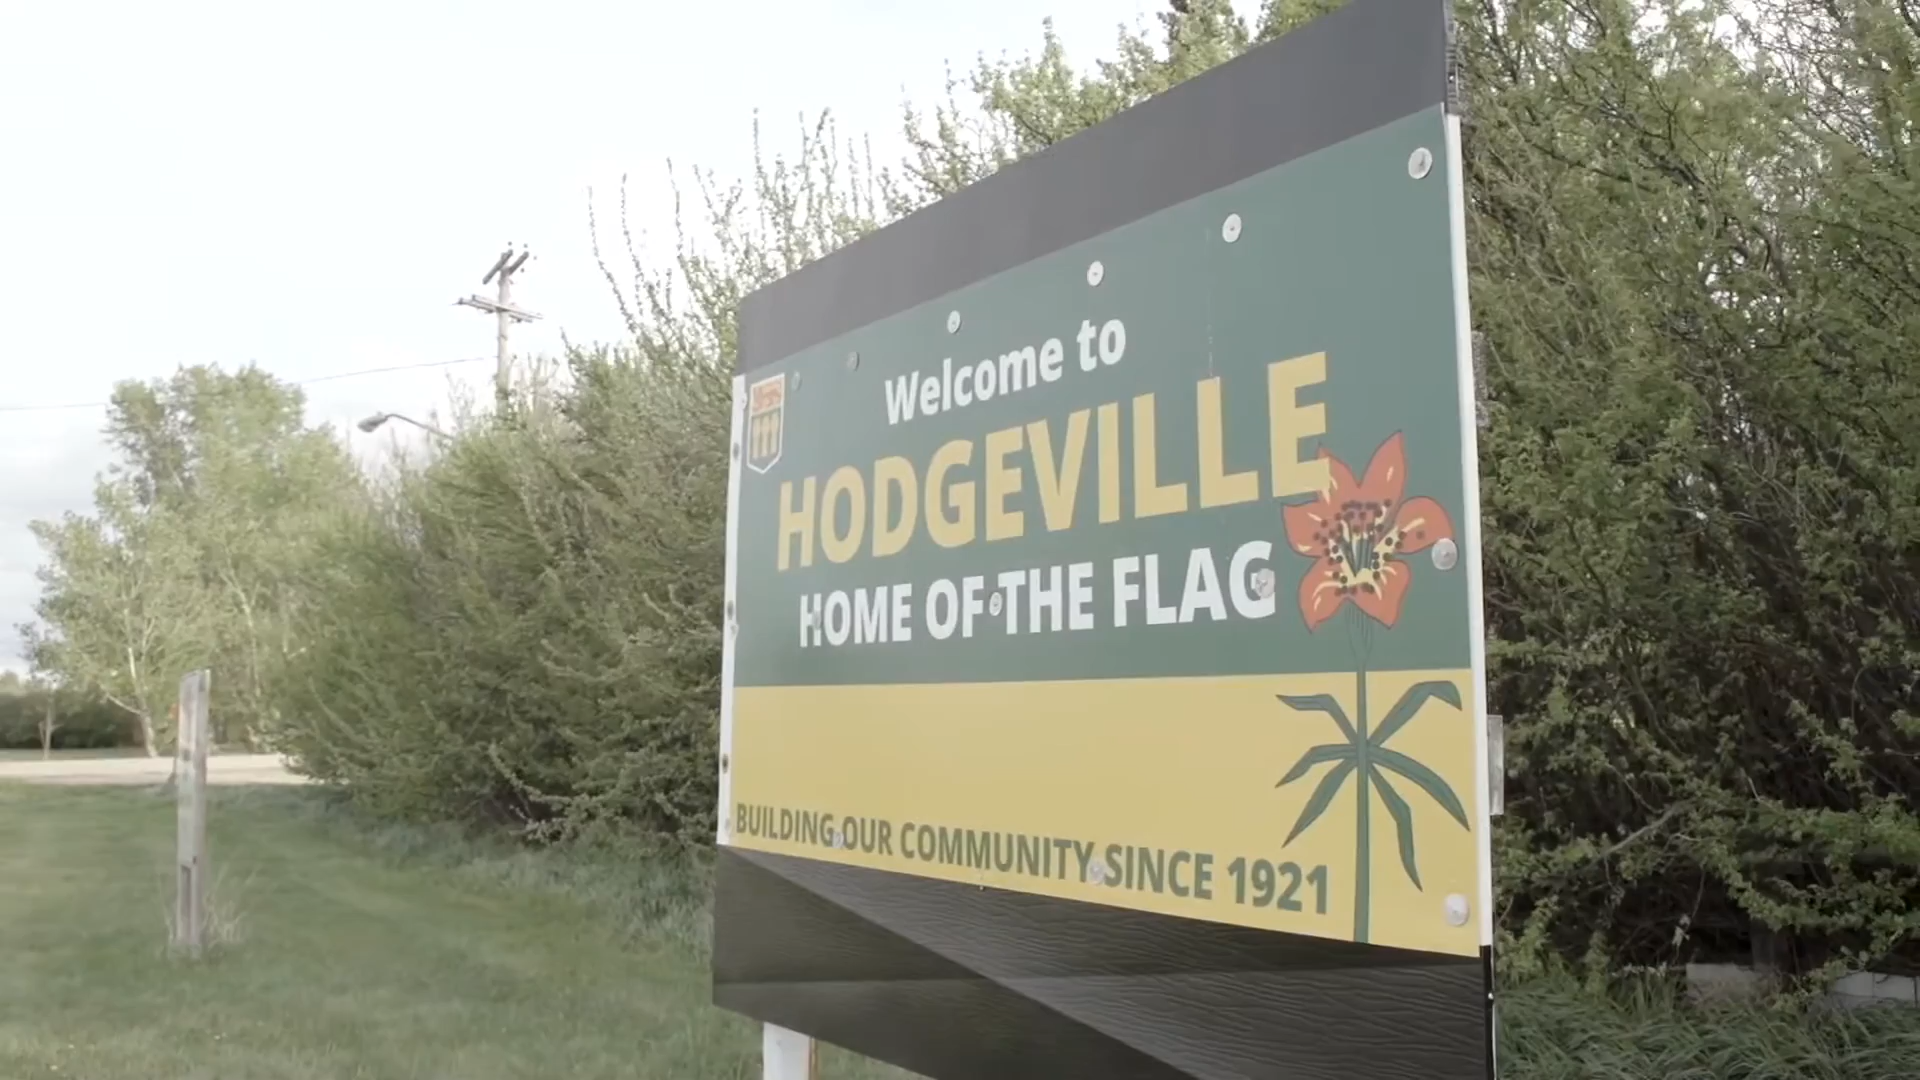 Welcome to
HODGEVILLE
HOME OF THE FLAG
BUILDING OUR COMMUNITY SINCE 1921